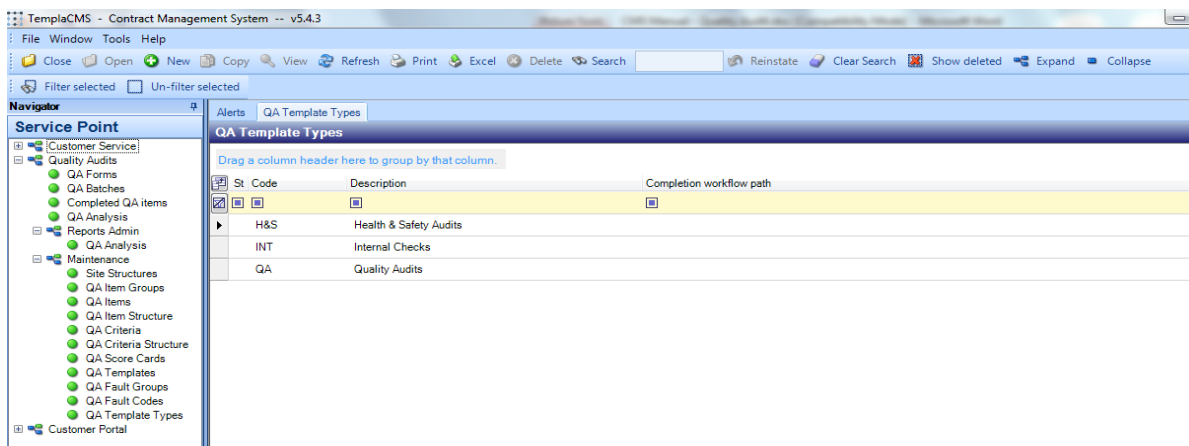 TemplaCMS - Contract Management System -- v5.4.3
File Window Tools Help
Close Open New Copy View Refresh Print Excel Delete Search Reinstate Clear Search Show deleted Expand Collapse
Filter selected Un-filter selected
Navigator
Service Point
Customer Service
Quality Audits
QA Forms
QA Batches
Completed QA items
QA Analysis
Reports Admin
QA Analysis
Maintenance
Site Structures
QA Item Groups
QA Items
QA Item Structure
QA Criteria
QA Criteria Structure
QA Score Cards
QA Templates
QA Fault Groups
QA Fault Codes
QA Template Types
Customer Portal
Alerts QA Template Types
QA Template Types
Drag a column header here to group by that column.
St Code Description Completion workflow path
H&S Health & Safety Audits
INT Internal Checks
QA Quality Audits